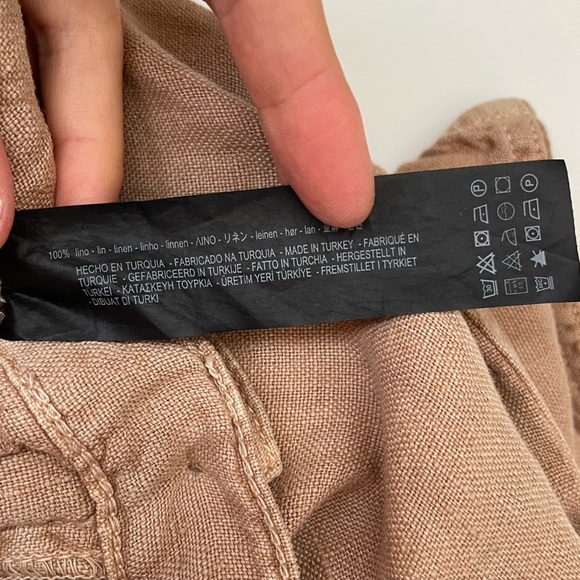 100% lino - lin - linen - linho - linnen - ΛΙΝΟ - リネン - leinen - hør - lan -
HECHO EN TURQUIA - FABRICADO NA TURQUIA - MADE IN TURKEY - FABRIQUÉ EN
TURQUIE - GEFABRICEERD IN TURKIJE - FATTO IN TURCHIA - HERGESTELLT IN
TÜRKEI - ΚΑΤΑΣΚΕΥΗ ΤΟΥΡΚΙΑ - ÜRETİM YERİ TÜRKİYE - FREMSTILLET I TYRKIET
- DIBUAT DI TURKI